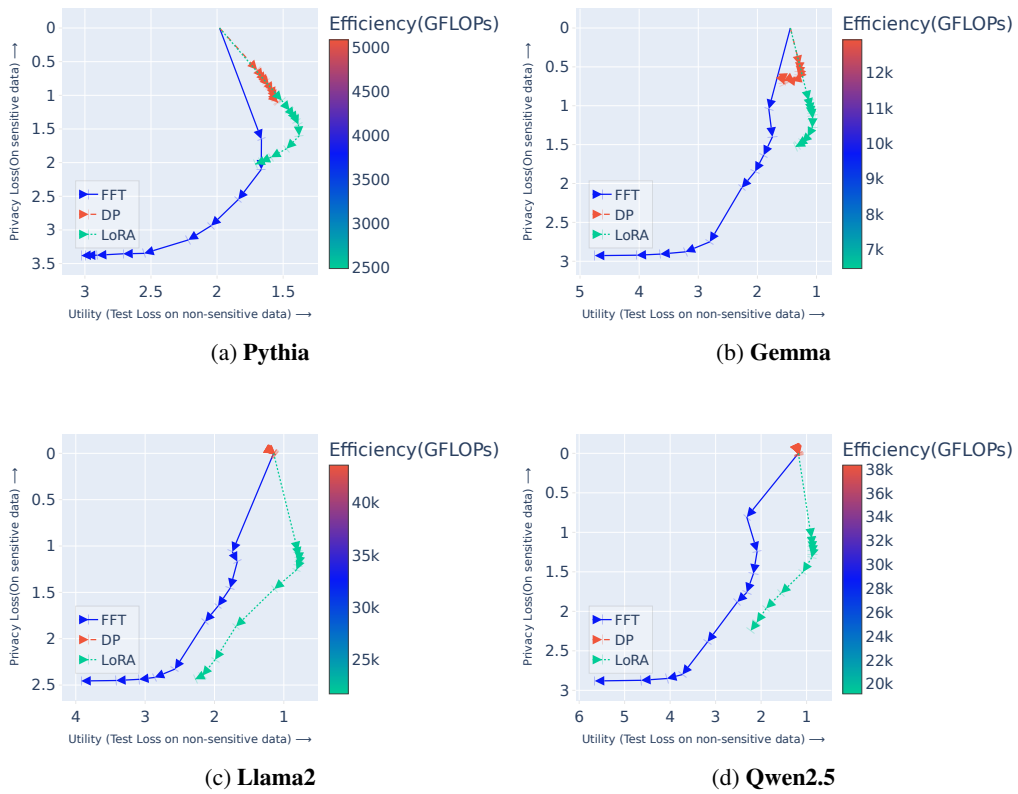 Efficiency(GFLOPs)
Privacy Loss(On sensitive data) ⟶
0
0.5
1
1.5
2
2.5
3
3.5
FFT
DP
LoRA
3
2.5
2
1.5
Utility (Test Loss on non-sensitive data) ⟶
5000
4500
4000
3500
3000
2500
(a) Pythia
Efficiency(GFLOPs)
Privacy Loss(On sensitive data) ⟶
0
0.5
1
1.5
2
2.5
3
FFT
DP
LoRA
5
4
3
2
1
Utility (Test Loss on non-sensitive data) ⟶
12k
11k
10k
9k
8k
7k
(b) Gemma
Efficiency(GFLOPs)
Privacy Loss(On sensitive data) ⟶
0
0.5
1
1.5
2
2.5
FFT
DP
LoRA
4
3
2
1
Utility (Test Loss on non-sensitive data) ⟶
40k
35k
30k
25k
(c) Llama2
Efficiency(GFLOPs)
Privacy Loss(On sensitive data) ⟶
0
0.5
1
1.5
2
2.5
3
FFT
DP
LoRA
6
5
4
3
2
1
Utility (Test Loss on non-sensitive data) ⟶
38k
36k
34k
32k
30k
28k
26k
24k
22k
20k
(d) Qwen2.5